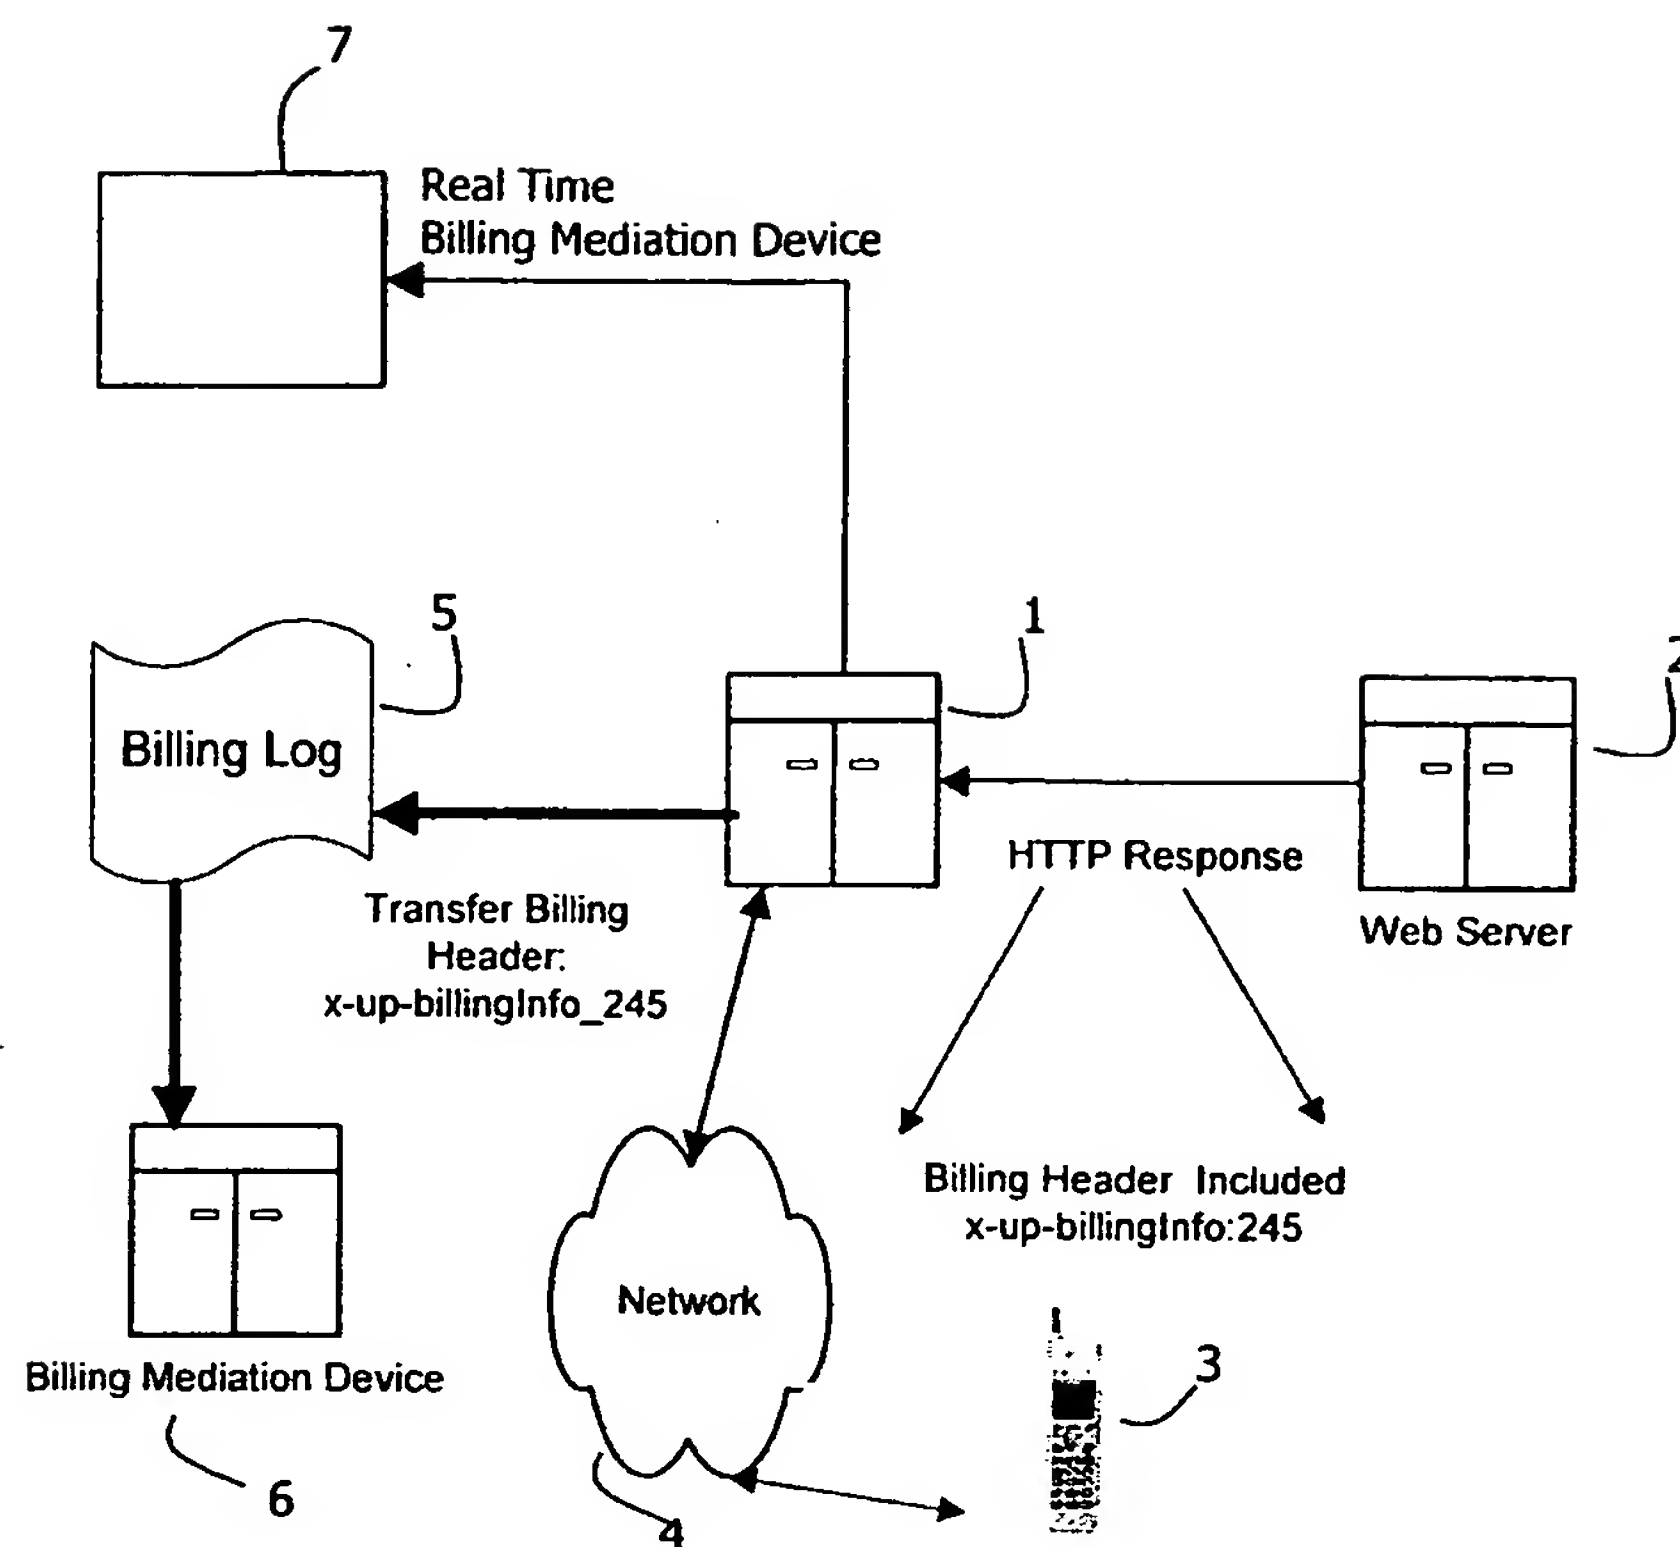 7
Real Time
Billing Mediation Device
5
1
2
Billing Log
HTTP Response
Web Server
Transfer Billing
Header:
x-up-billingInfo_245
Billing Header Included
x-up-billingInfo:245
Network
3
Billing Mediation Device
6
4